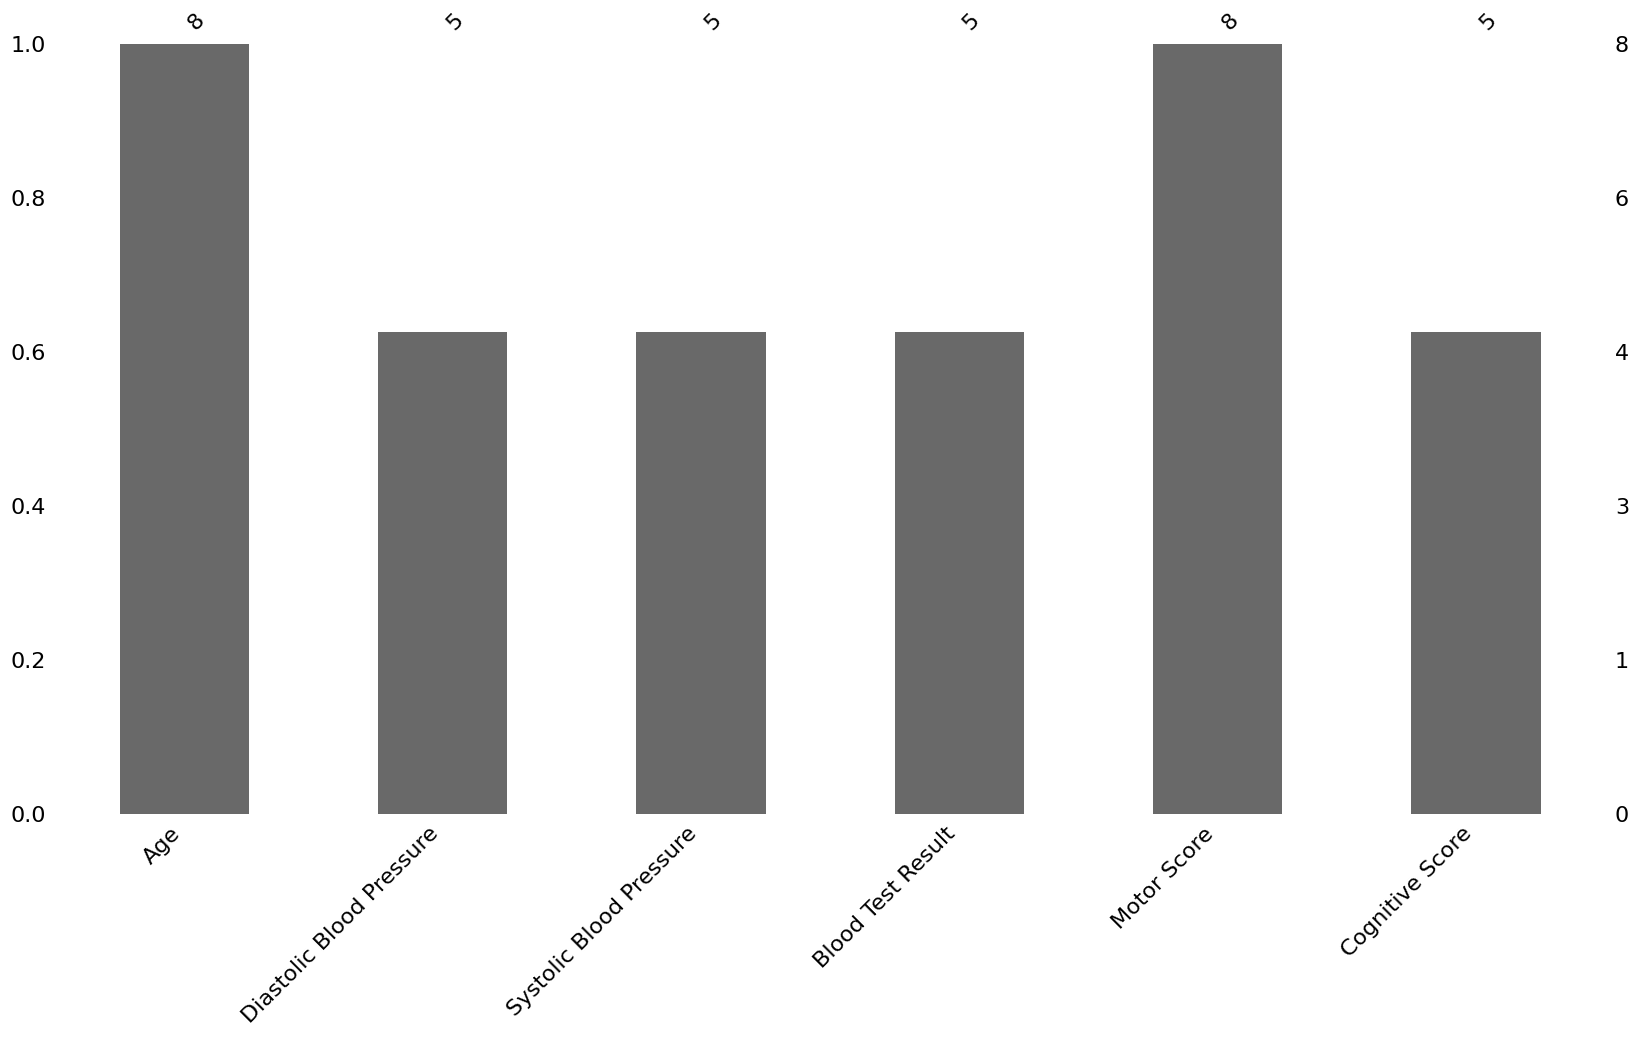 8 5 5 5 8 5
1.0 8
0.8 6
0.6 4
0.4 3
0.2 1
0.0 0
Age
Diastolic Blood Pressure
Systolic Blood Pressure
Blood Test Result
Motor Score
Cognitive Score